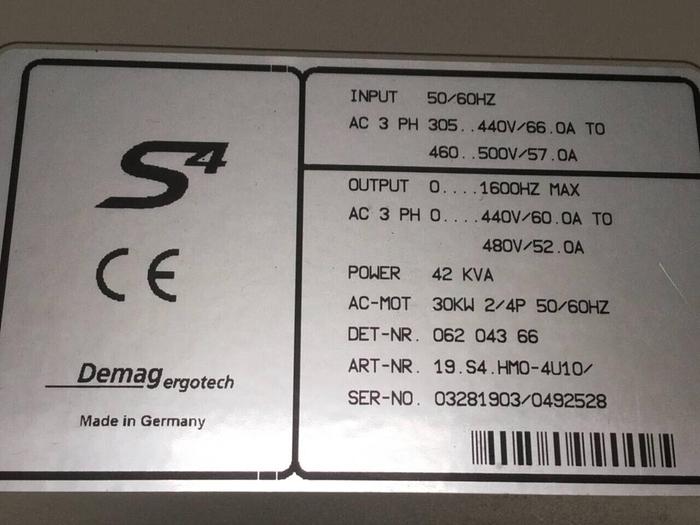 S4
CE
Demag ergotech
Made in Germany
INPUT 50/60HZ
AC 3 PH 305..440V/66.0A TO
460..500V/57.0A
OUTPUT 0....1600HZ MAX
AC 3 PH 0....440V/60.0A TO
480V/52.0A
POWER 42 KVA
AC-MOT 30KW 2/4P 50/60HZ
DET-NR. 062 043 66
ART-NR. 19.S4.HMO-4U10/
SER-NO. 03281903/0492528